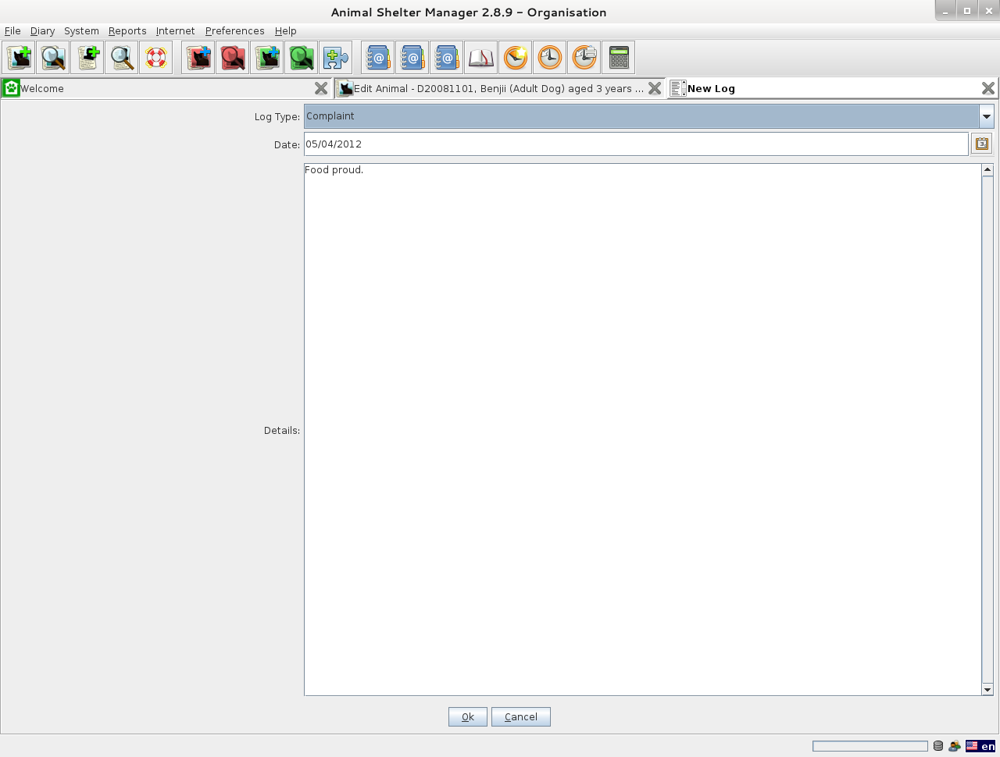 Animal Shelter Manager 2.8.9 – Organisation
File Diary System Reports Internet Preferences Help
Welcome
Edit Animal - D20081101, Benjii (Adult Dog) aged 3 years ...
New Log
Log Type: Complaint
Date: 05/04/2012
Food proud.
Details:
Ok Cancel
en